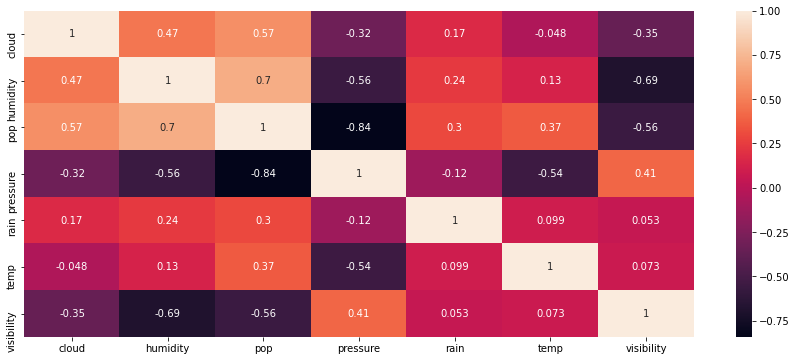 cloud 1 0.47 0.57 -0.32 0.17 -0.048 -0.35
humidity 0.47 1 0.7 -0.56 0.24 0.13 -0.69
pop 0.57 0.7 1 -0.84 0.3 0.37 -0.56
pressure -0.32 -0.56 -0.84 1 -0.12 -0.54 0.41
rain 0.17 0.24 0.3 -0.12 1 0.099 0.053
temp -0.048 0.13 0.37 -0.54 0.099 1 0.073
visibility -0.35 -0.69 -0.56 0.41 0.053 0.073 1
cloud humidity pop pressure rain temp visibility
1.00
0.75
0.50
0.25
0.00
−0.25
−0.50
−0.75